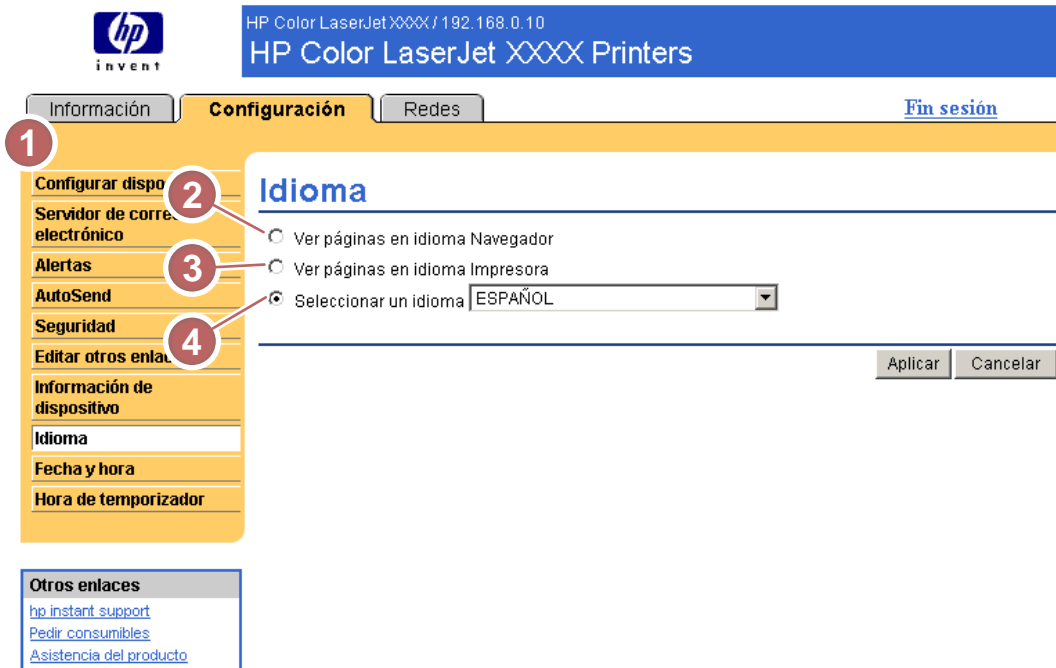 hp
invent
HP Color LaserJet XXXX / 192.168.0.10
HP Color LaserJet XXXX Printers
Información
Configuración
Redes
Fin sesión
1
Configurar dispo
Servidor de corre
electrónico
Alertas
AutoSend
Seguridad
Editar otros enlac
Información de
dispositivo
Idioma
Fecha y hora
Hora de temporizador
Idioma
2
Ver páginas en idioma Navegador
3
Ver páginas en idioma Impresora
4
Seleccionar un idioma ESPAÑOL
Aplicar
Cancelar
Otros enlaces
hp instant support
Pedir consumibles
Asistencia del producto